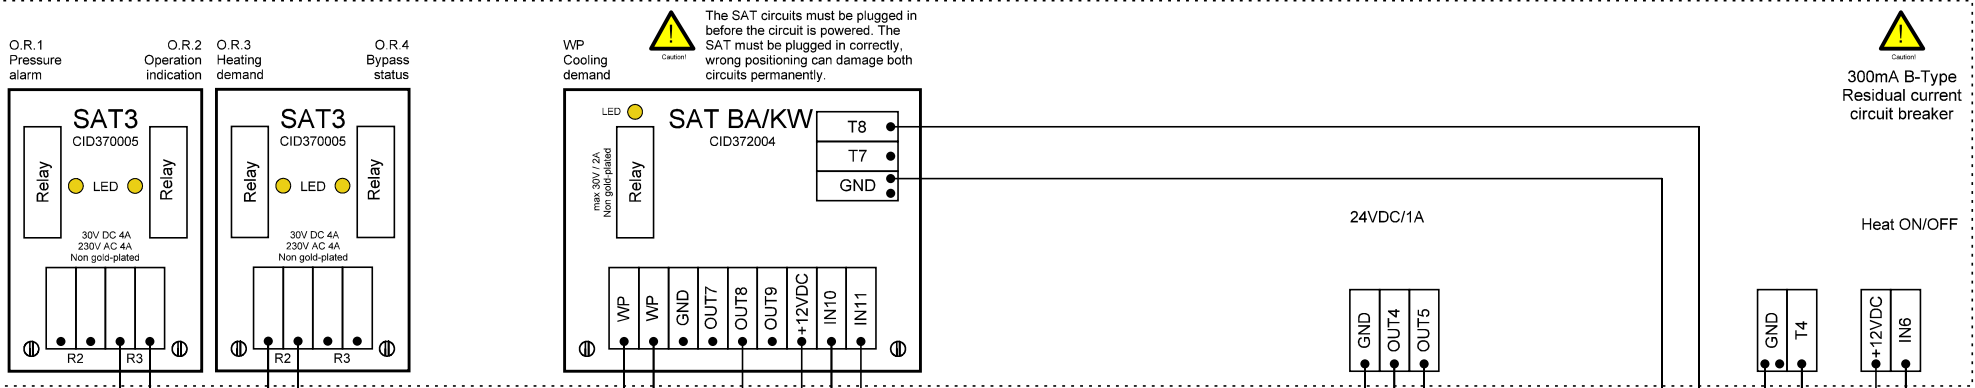 O.R.1
Pressure
alarm
O.R.2
Operation
indication
O.R.3
Heating
demand
O.R.4
Bypass
status
WP
Cooling
demand
!
Caution!
The SAT circuits must be plugged in
before the circuit is powered. The
SAT must be plugged in correctly,
wrong positioning can damage both
circuits permanently.
!
Caution!
300mA B-Type
Residual current
circuit breaker
SAT3
CID370005
Relay
LED
Relay
30V DC 4A
230V AC 4A
Non gold-plated
R2
R3
SAT3
CID370005
Relay
LED
Relay
30V DC 4A
230V AC 4A
Non gold-plated
R2
R3
LED
SAT BA/KW
CID372004
max 30V / 2A
Non gold-plated
Relay
T8
T7
GND
WP
WP
GND
OUT7
OUT8
OUT9
+12VDC
IN10
IN11
24VDC/1A
GND
OUT4
OUT5
GND
T4
Heat ON/OFF
+12VDC
IN6